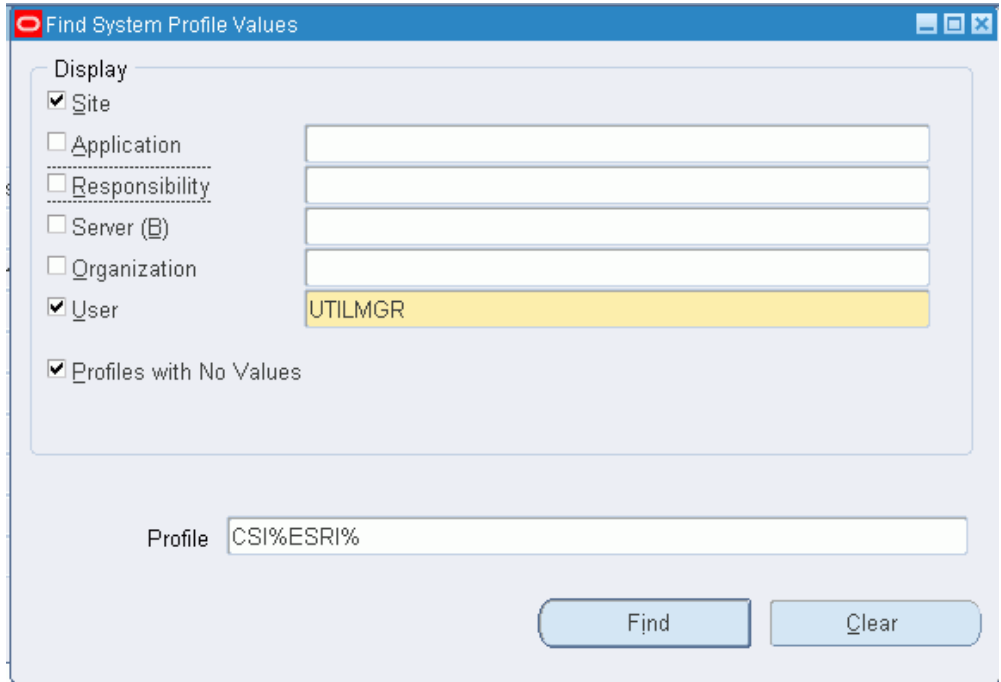 Find System Profile Values
Display
Site
Application
Responsibility
Server (B)
Organization
User UTILMGR
Profiles with No Values
Profile CSI%ESRI%
Find Clear